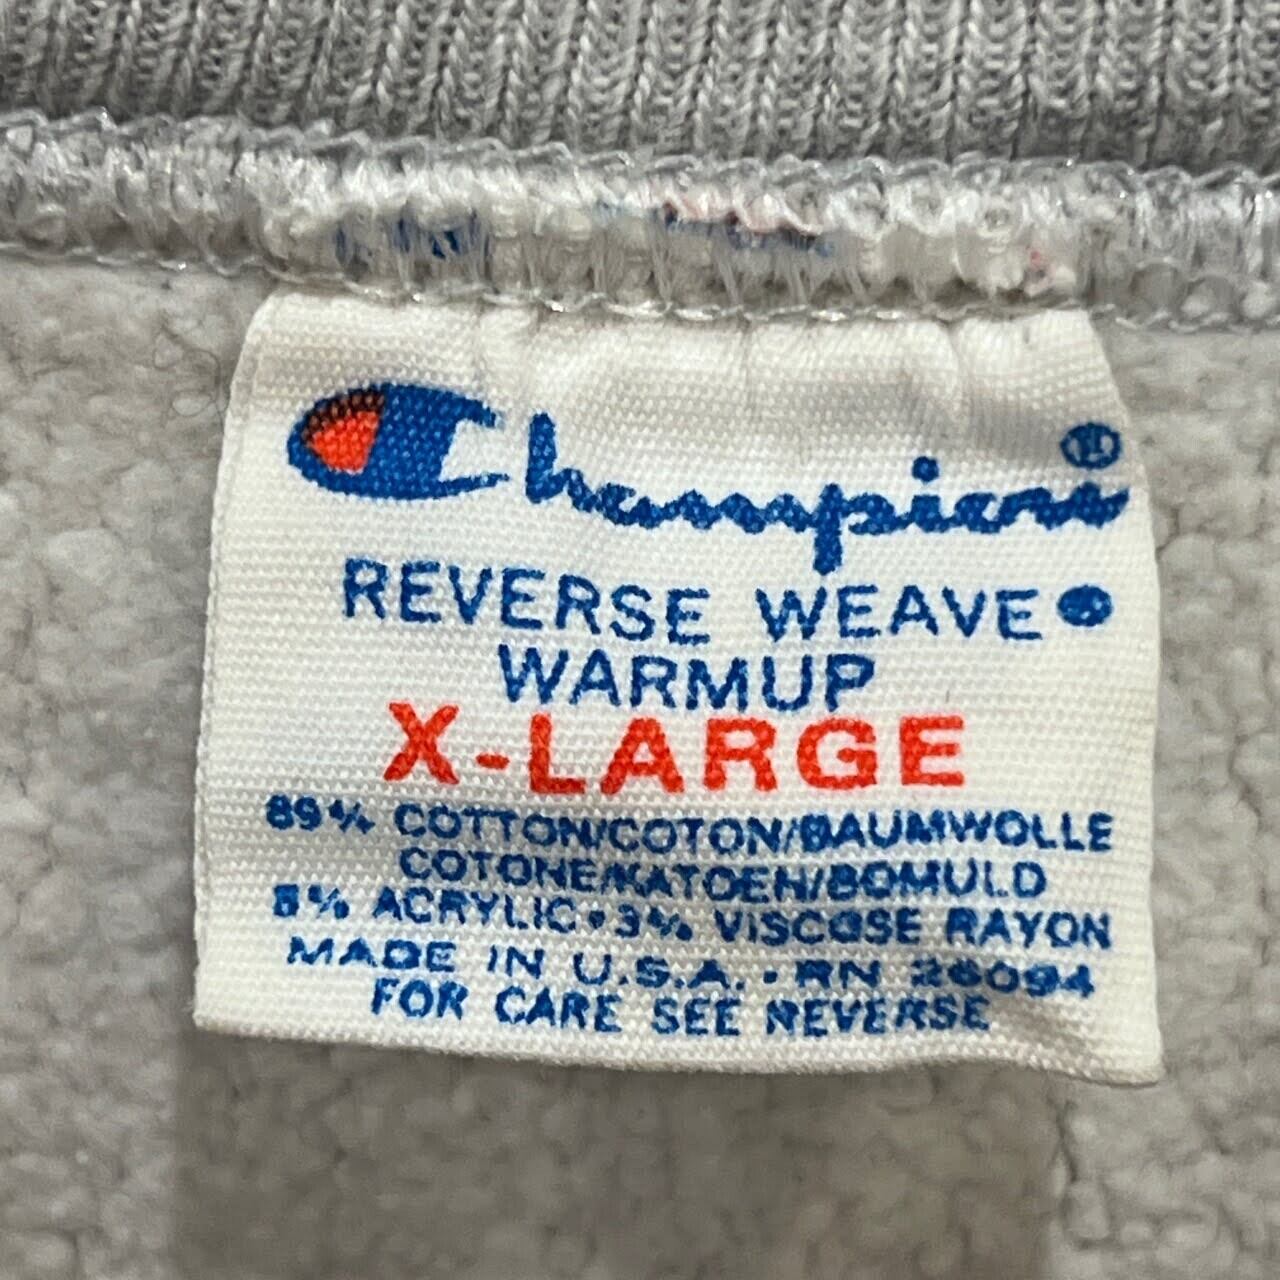 Champion®
REVERSE WEAVE®
WARMUP
X-LARGE
89% COTTON/COTON/BAUMWOLLE
COTONE/KATOEN/BOMULD
8% ACRYLIC • 3% VISCOSE RAYON
MADE IN U.S.A. • RN 26094
FOR CARE SEE REVERSE